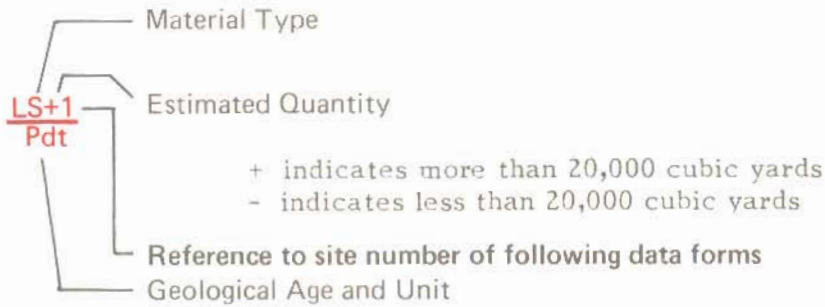 Material Type
LS+1
Pdt
Estimated Quantity
+ indicates more than 20,000 cubic yards
- indicates less than 20,000 cubic yards
Reference to site number of following data forms
Geological Age and Unit